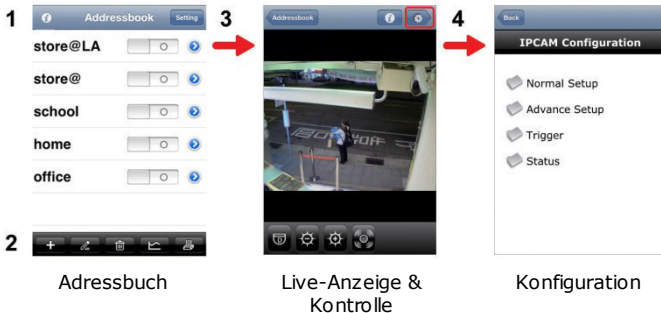 1
Addressbook
Setting
store@LA
store@
school
home
office
2
Adressbuch
3
Addressbook
Live-Anzeige &
Kontrolle
4
Back
IPCAM Configuration
Normal Setup
Advance Setup
Trigger
Status
Konfiguration